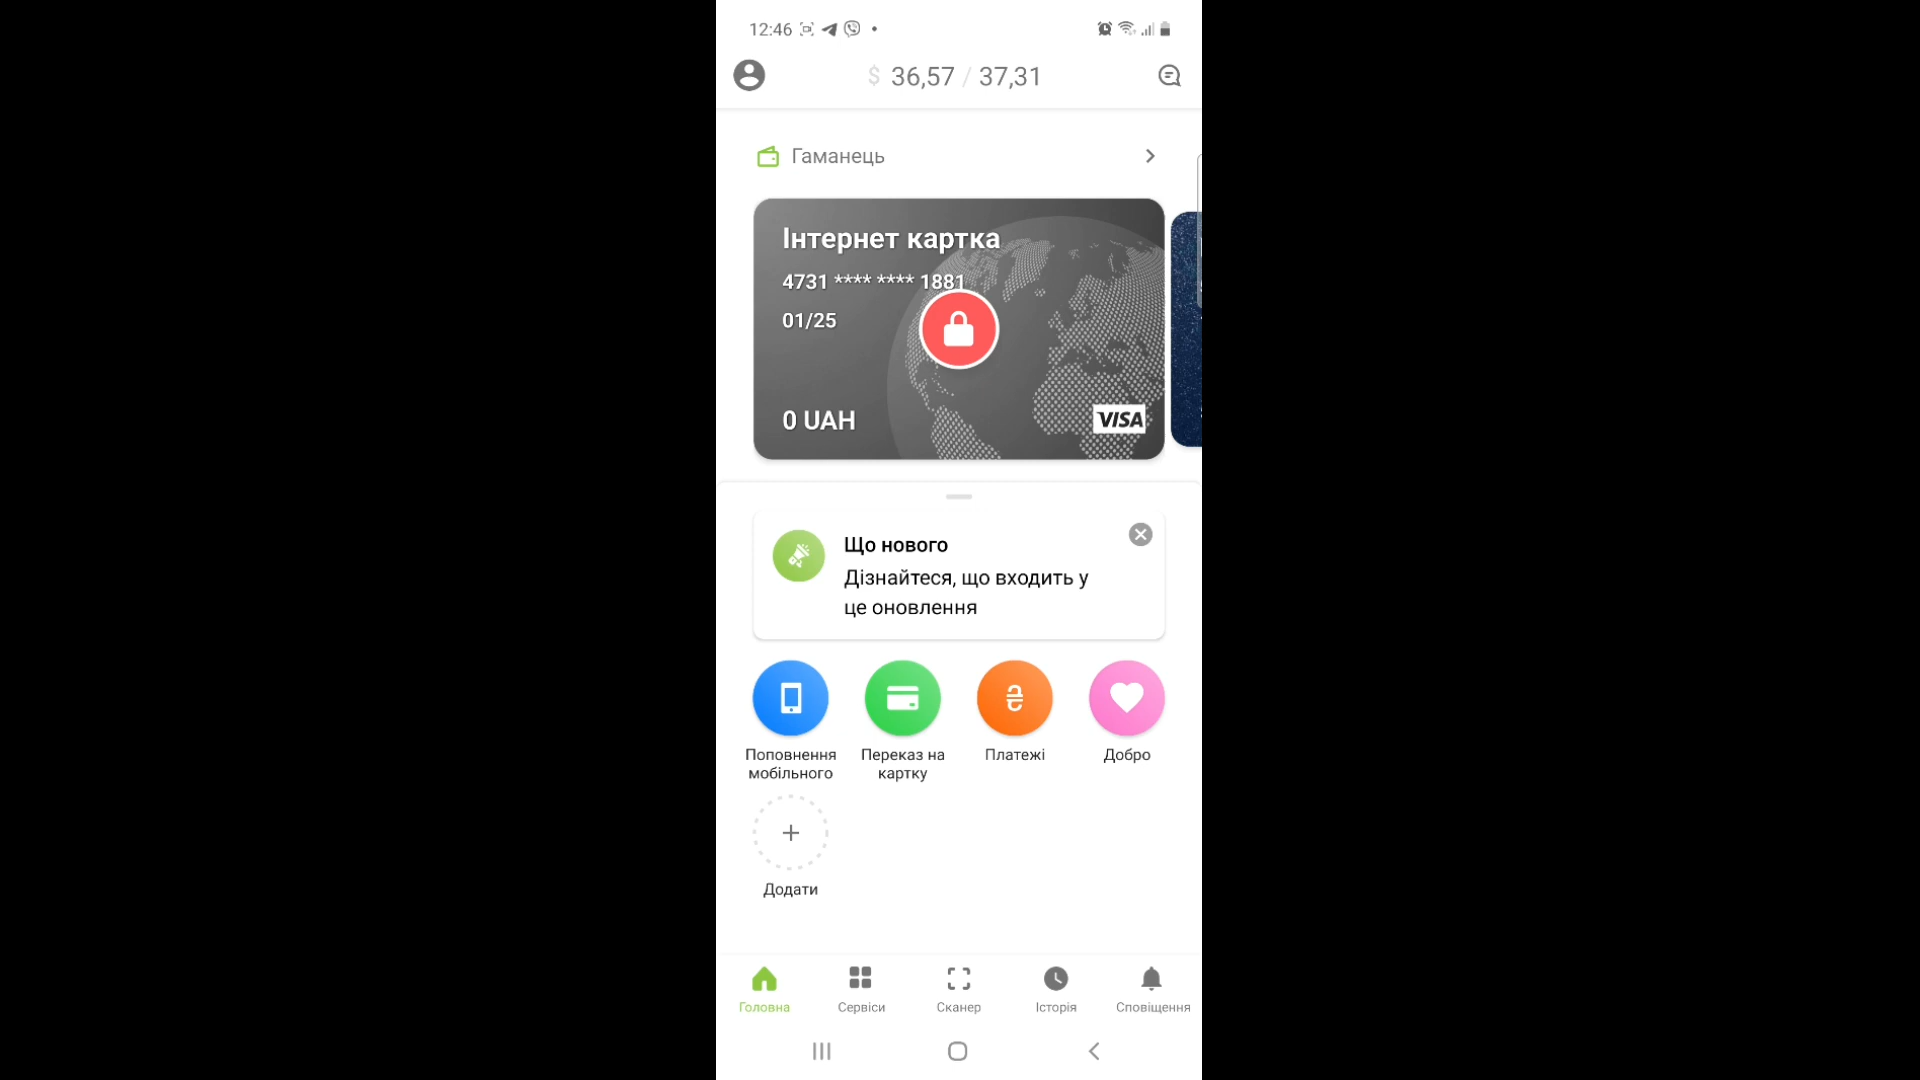 12:46
$ 36,57 / 37,31
Гаманець
Інтернет картка
4731 **** **** 1881
01/25
0 UAH
VISA
Що нового
Дізнайтеся, що входить у
це оновлення
Поповнення
мобільного
Переказ на
картку
Платежі
Добро
Додати
Головна
Сервіси
Сканер
Історія
Сповіщення